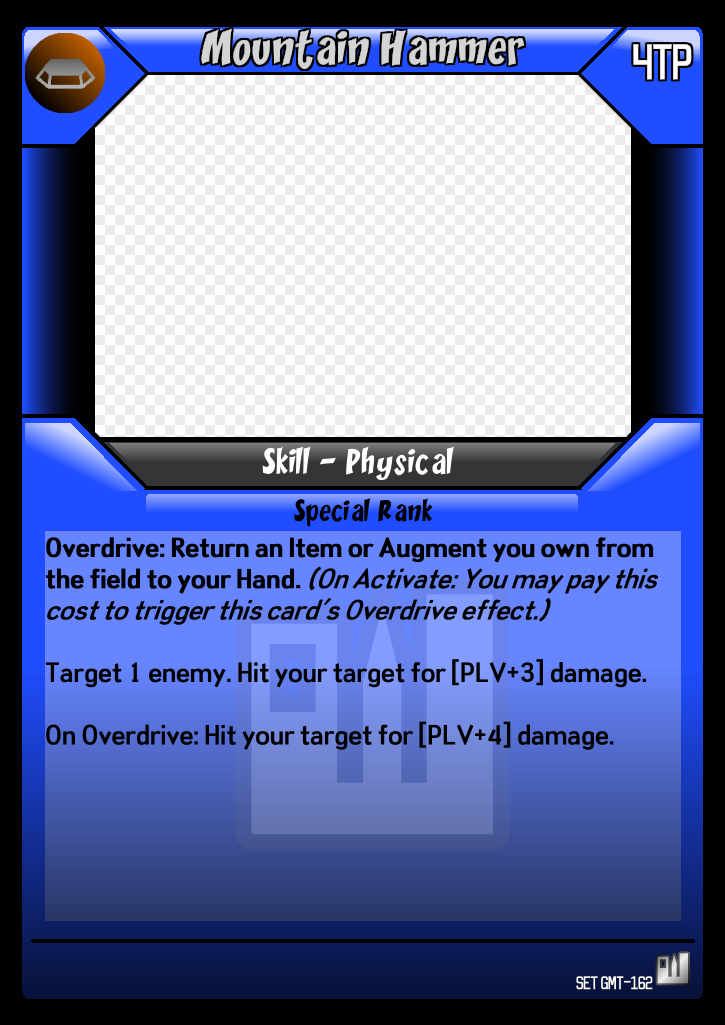 Mountain Hammer
4TP
Skill - Physical
Special Rank
Overdrive: Return an Item or Augment you own from
the field to your Hand. (On Activate: You may pay this
cost to trigger this card's Overdrive effect.)
Target 1 enemy. Hit your target for [PLV+3] damage.
On Overdrive: Hit your target for [PLV+4] damage.
SET GMT-162